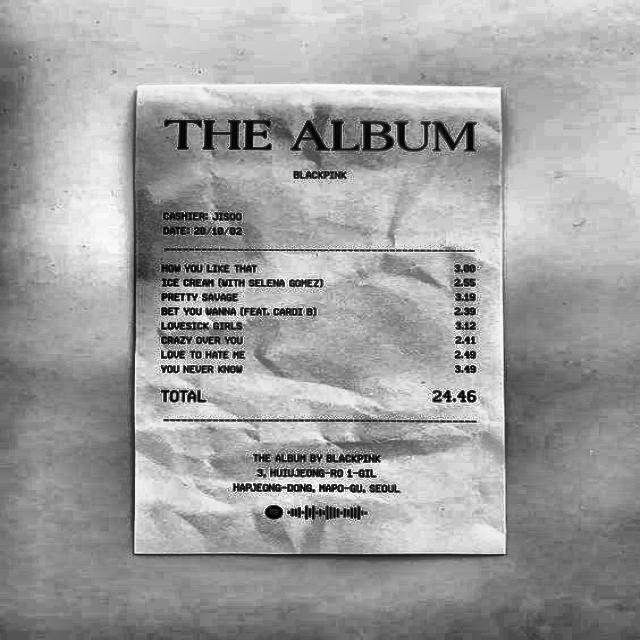 THE ALBUM
BLACKPINK
CASHIER: JISOO
DATE: 20/10/02
HOW YOU LIKE THAT 3.00
ICE CREAM (WITH SELENA GOMEZ) 2.55
PRETTY SAVAGE 3.19
BET YOU WANNA (FEAT. CARDI B) 2.39
LOVESICK GIRLS 3.12
CRAZY OVER YOU 2.41
LOVE TO HATE ME 2.49
YOU NEVER KNOW 3.49
TOTAL 24.46
THE ALBUM BY BLACKPINK
3, HUIUJEONG-RO 1-GIL
HAPJEONG-DONG, MAPO-GU, SEOUL